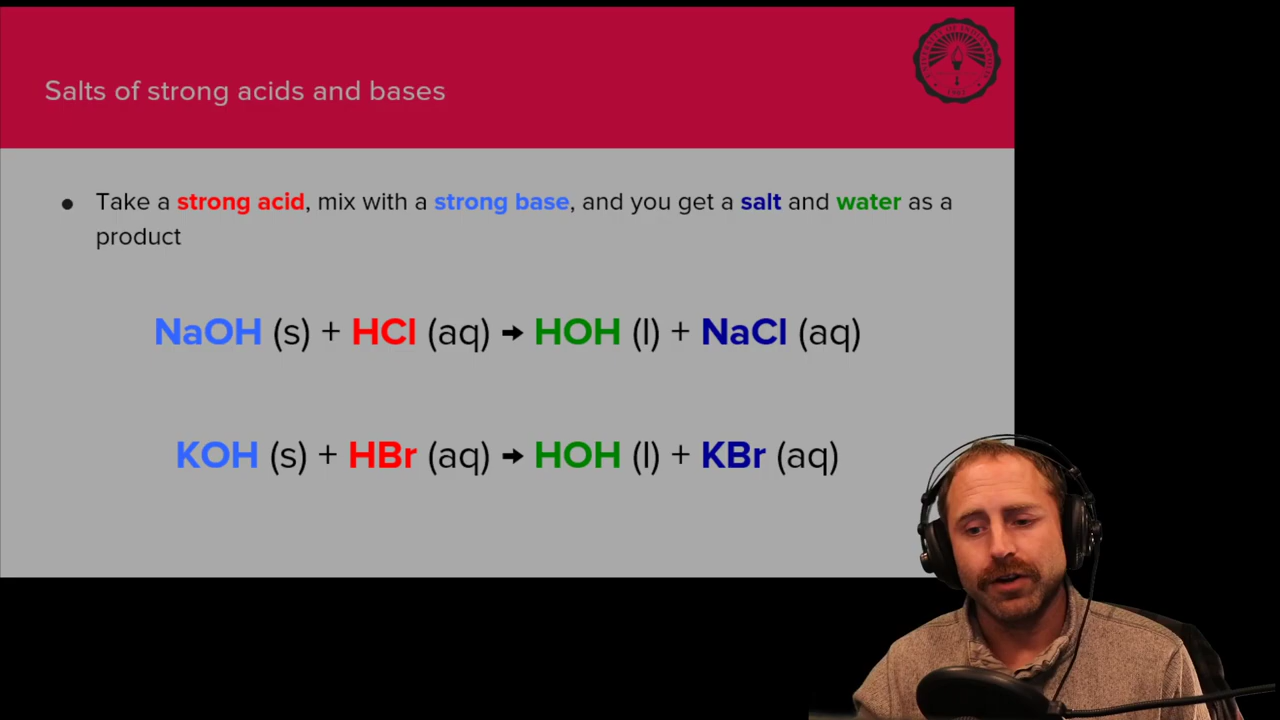 Salts of strong acids and bases
● Take a strong acid, mix with a strong base, and you get a salt and water as a
product
NaOH (s) + HCl (aq) → HOH (l) + NaCl (aq)
KOH (s) + HBr (aq) → HOH (l) + KBr (aq)